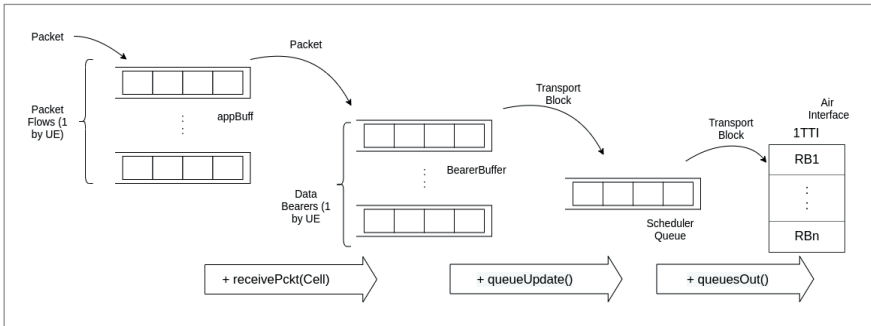 Packet
Packet
Packet
Flows (1
by UE)
appBuff
Transport
Block
Data
Bearers (1
by UE
BearerBuffer
Transport
Block
Scheduler
Queue
Air
Interface
1TTI
RB1
RBn
+ receivePckt(Cell)
+ queueUpdate()
+ queuesOut()